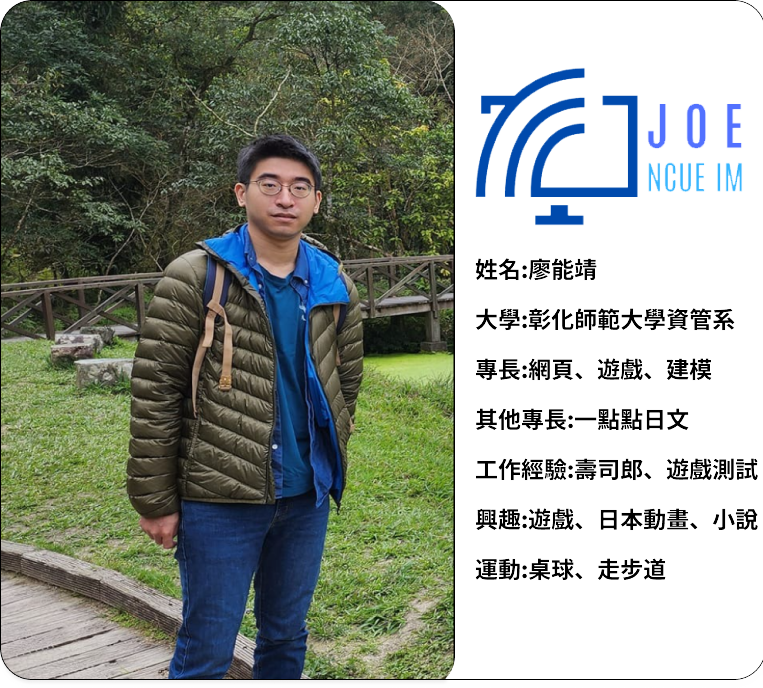 JOE
NCUE IM
姓名:廖能靖
大學:彰化師範大學資管系
專長:網頁、遊戲、建模
其他專長:一點點日文
工作經驗:壽司郎、遊戲測試
興趣:遊戲、日本動畫、小說
運動:桌球、走步道